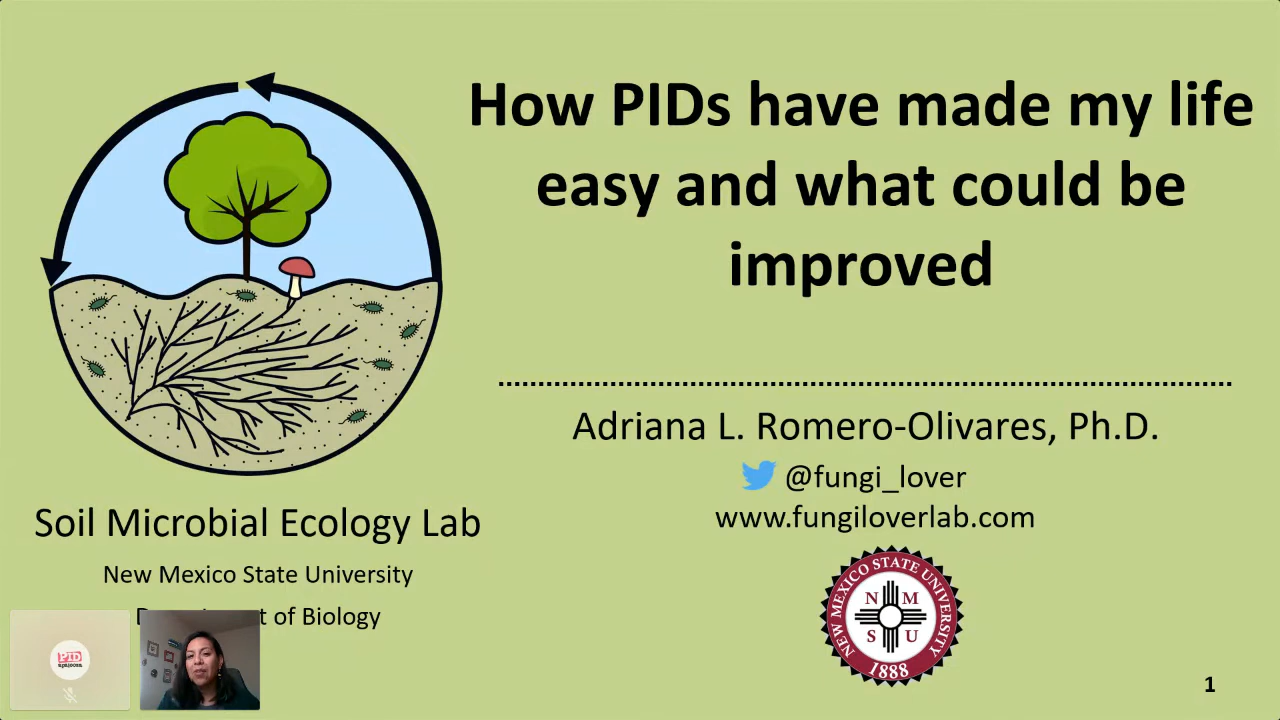 How PIDs have made my life
easy and what could be
improved
Adriana L. Romero-Olivares, Ph.D.
@fungi_lover
www.fungiloverlab.com
Soil Microbial Ecology Lab
New Mexico State University
of Biology
NEW MEXICO STATE UNIVERSITY
N M
S U
1888
PID
apalooza
1